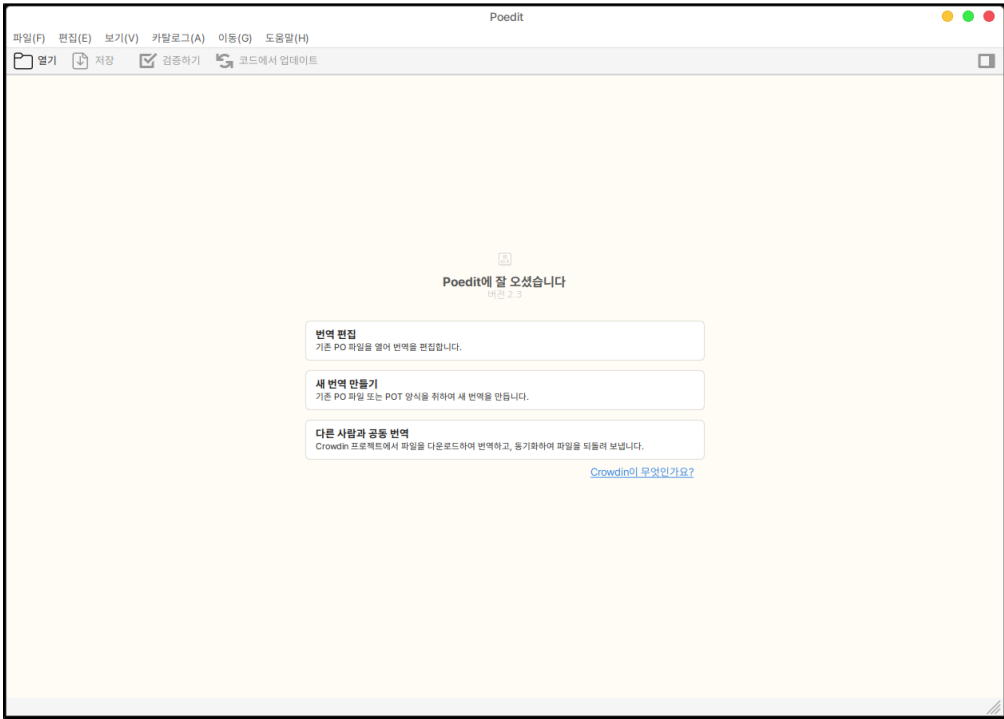 Poedit
파일(F) 편집(E) 보기(V) 카탈로그(A) 이동(G) 도움말(H)
열기 저장 검증하기 코드에서 업데이트
Poedit에 잘 오셨습니다
버전 2.3
번역 편집
기존 PO 파일을 열어 번역을 편집합니다.
새 번역 만들기
기존 PO 파일 또는 POT 양식을 취하여 새 번역을 만듭니다.
다른 사람과 공동 번역
Crowdin 프로젝트에서 파일을 다운로드하여 번역하고, 동기화하여 파일을 되돌려 보냅니다.
Crowdin이 무엇인가요?